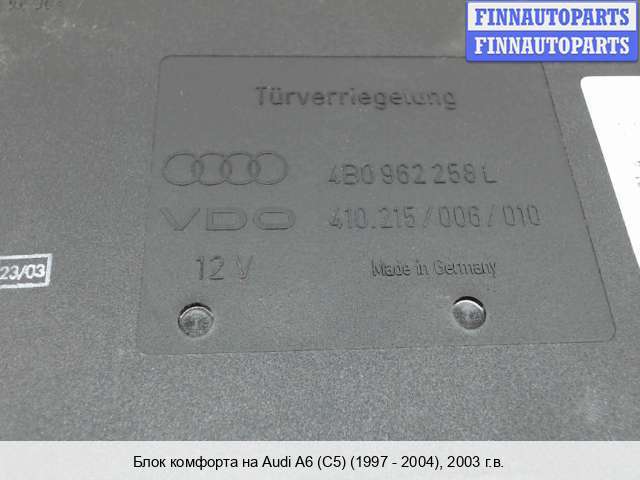 FINNAUTOPARTS
FINNAUTOPARTS
Türverriegelung
4B0 962 258 L
VDO 410.215/006/010
23/03
12 V Made in Germany
Блок комфорта на Audi A6 (C5) (1997 - 2004), 2003 г.в.